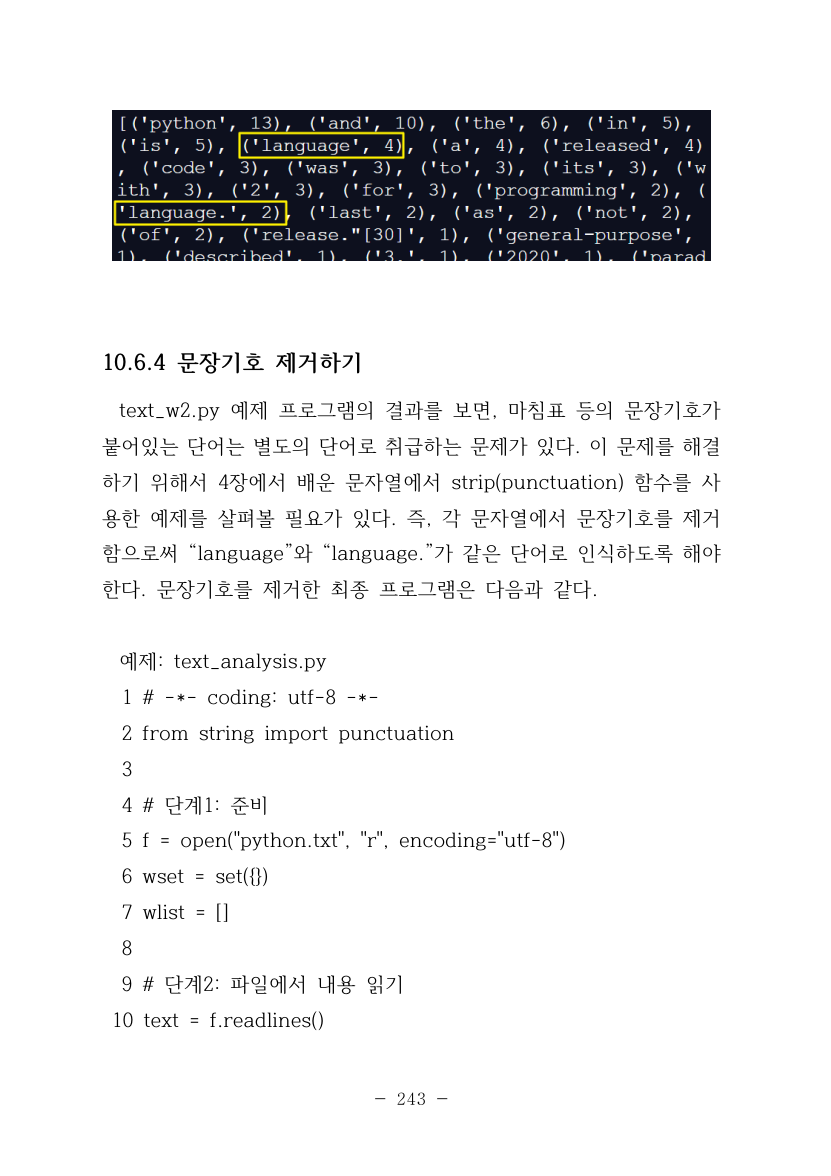 [('python', 13), ('and', 10), ('the', 6), ('in', 5),
('is', 5), ('language', 4), ('a', 4), ('released', 4)
, ('code', 3), ('was', 3), ('to', 3), ('its', 3), ('w
ith', 3), ('2', 3), ('for', 3), ('programming', 2), (
'language.', 2), ('last', 2), ('as', 2), ('not', 2),
('of', 2), ('release."[30]', 1), ('general-purpose',
1), ('described', 1), ('3.', 1), ('2020', 1), ('parad
10.6.4 문장기호 제거하기
text_w2.py 예제 프로그램의 결과를 보면, 마침표 등의 문장기호가
붙어있는 단어는 별도의 단어로 취급하는 문제가 있다. 이 문제를 해결
하기 위해서 4장에서 배운 문자열에서 strip(punctuation) 함수를 사
용한 예제를 살펴볼 필요가 있다. 즉, 각 문자열에서 문장기호를 제거
함으로써 “language”와 “language.”가 같은 단어로 인식하도록 해야
한다. 문장기호를 제거한 최종 프로그램은 다음과 같다.
예제: text_analysis.py
1 # -*- coding: utf-8 -*-
2 from string import punctuation
3
4 # 단계1: 준비
5 f = open("python.txt", "r", encoding="utf-8")
6 wset = set({})
7 wlist = []
8
9 # 단계2: 파일에서 내용 읽기
10 text = f.readlines()
- 243 -